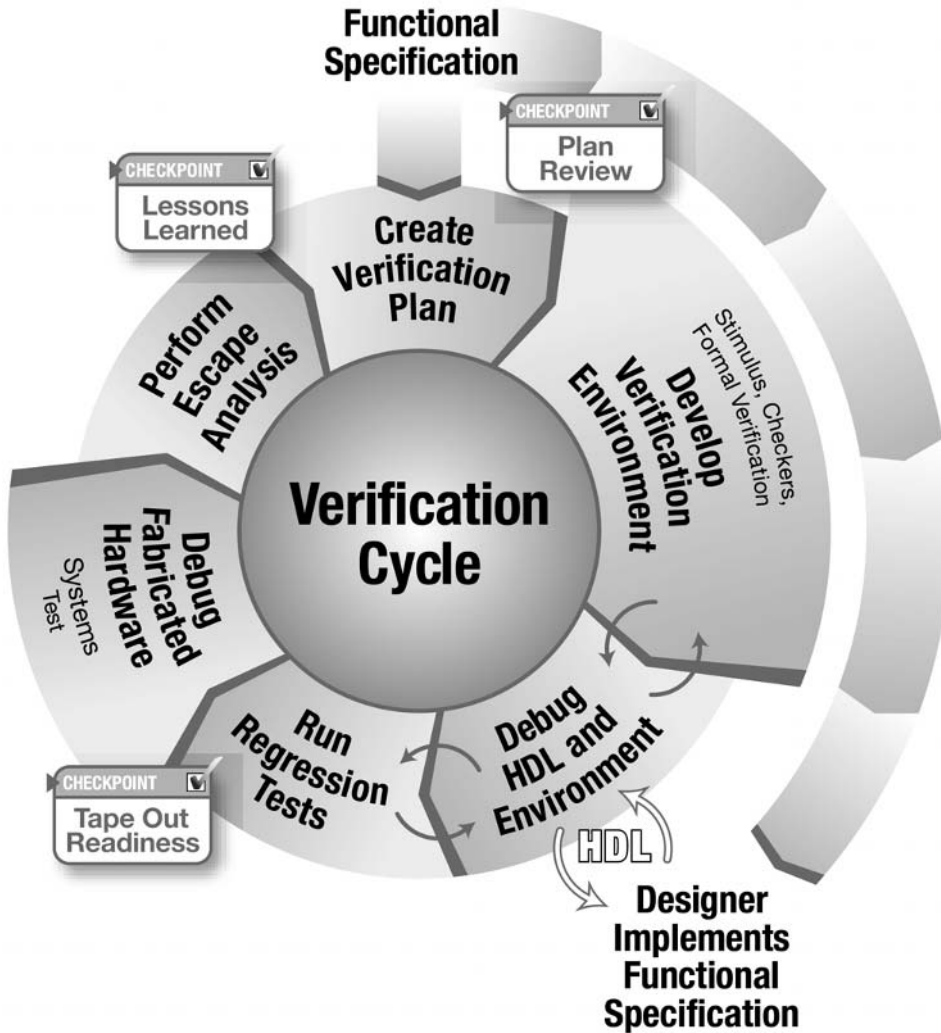 Functional
Specification
CHECKPOINT
Plan
Review
CHECKPOINT
Lessons
Learned
Create
Verification
Plan
Stimulus, Checkers,
Formal Verification
Develop
Verification
Environment
Perform
Escape
Analysis
Verification
Cycle
Debug
Fabricated
Hardware
Systems
Test
Run
Regression
Tests
Debug
HDL and
Environment
CHECKPOINT
Tape Out
Readiness
HDL
Designer
Implements
Functional
Specification